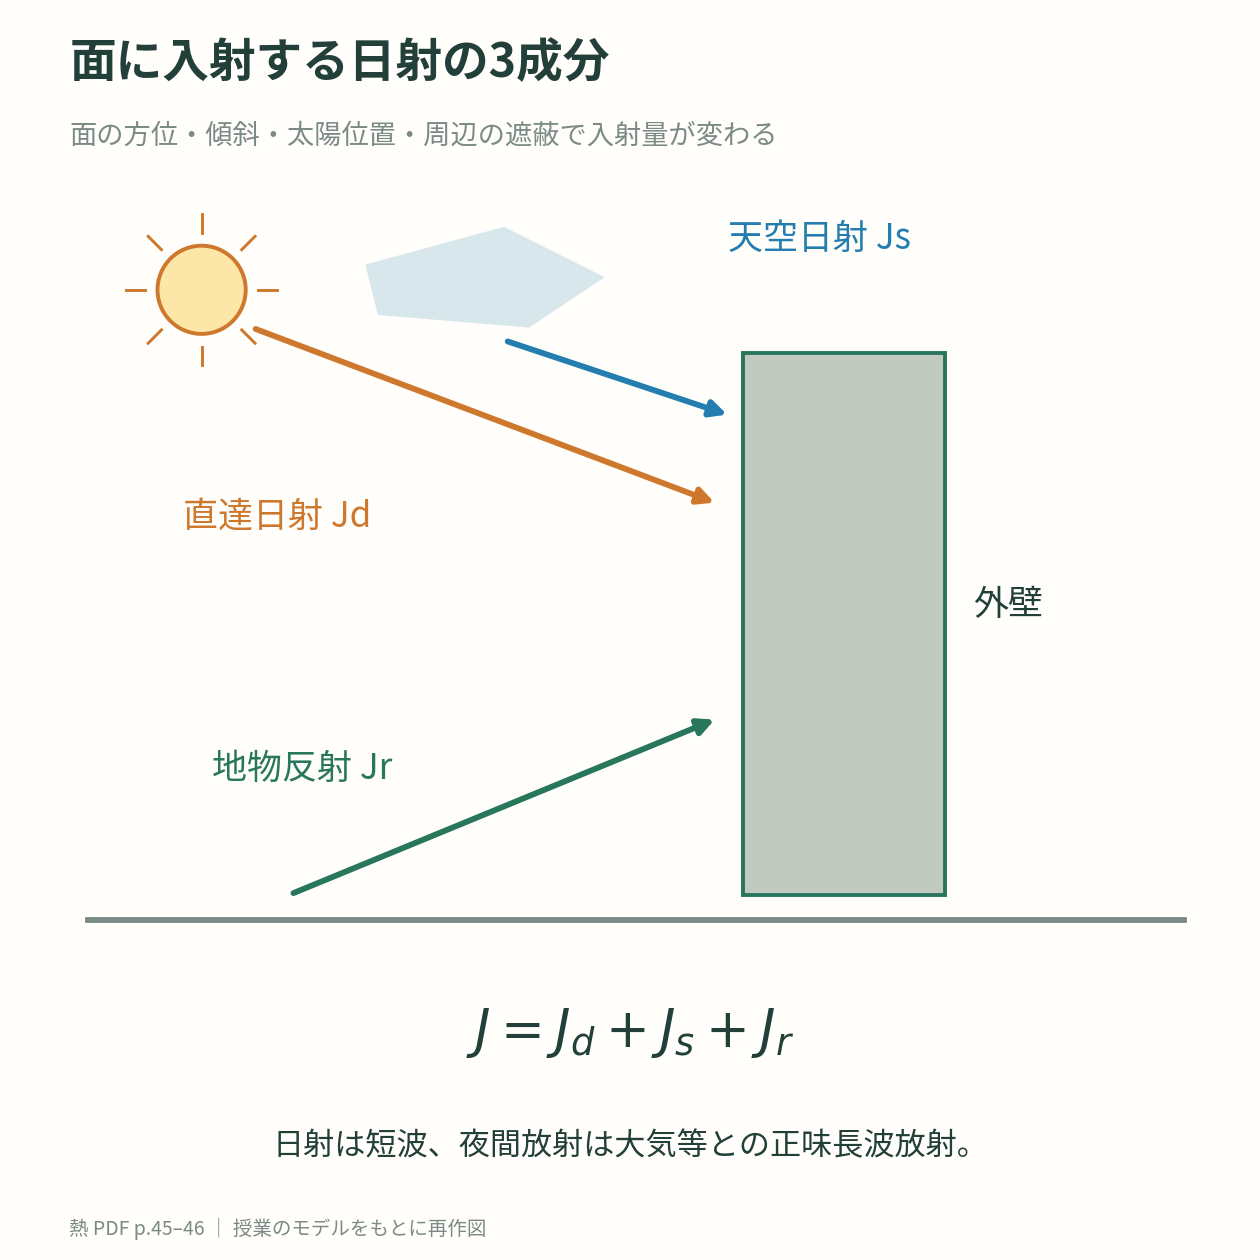 面に入射する日射の3成分
面の方位・傾斜・太陽位置・周辺の遮蔽で入射量が変わる
天空日射 Js
直達日射 Jd
外壁
地物反射 Jr
J = J_d + J_s + J_r
日射は短波、夜間放射は大気等との正味長波放射。
熱 PDF p.45–46 ｜ 授業のモデルをもとに再作図